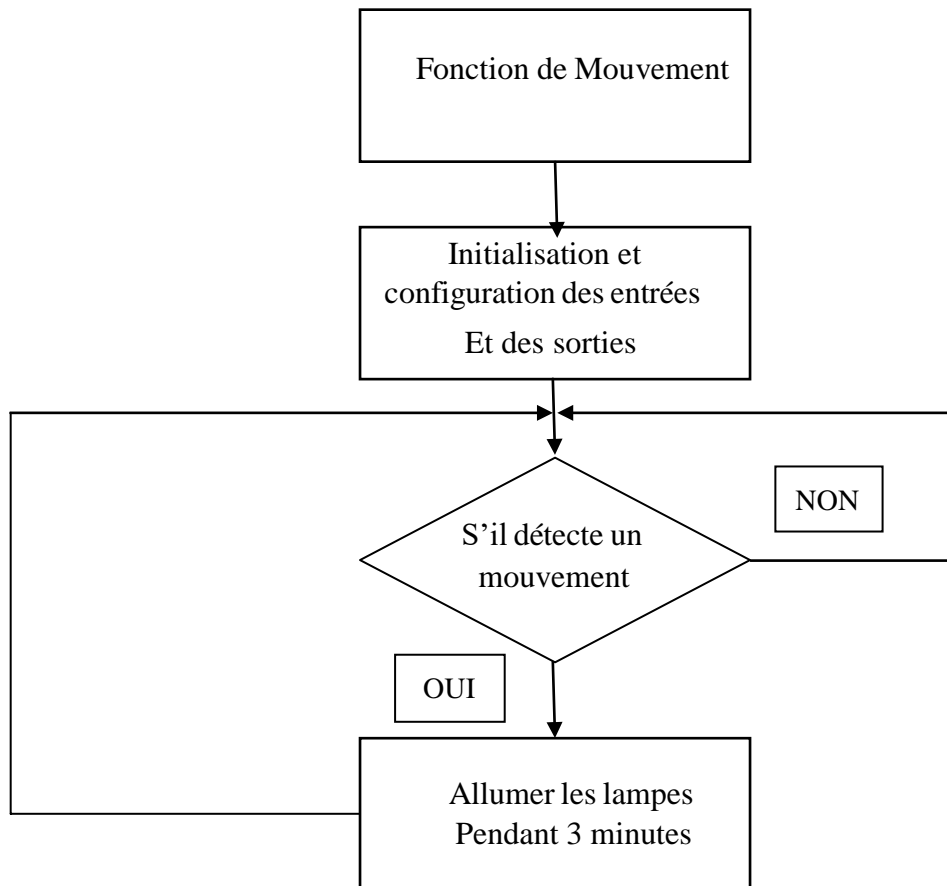 Fonction de Mouvement
Initialisation et
configuration des entrées
Et des sorties
S’il détecte un
mouvement
NON
OUI
Allumer les lampes
Pendant 3 minutes